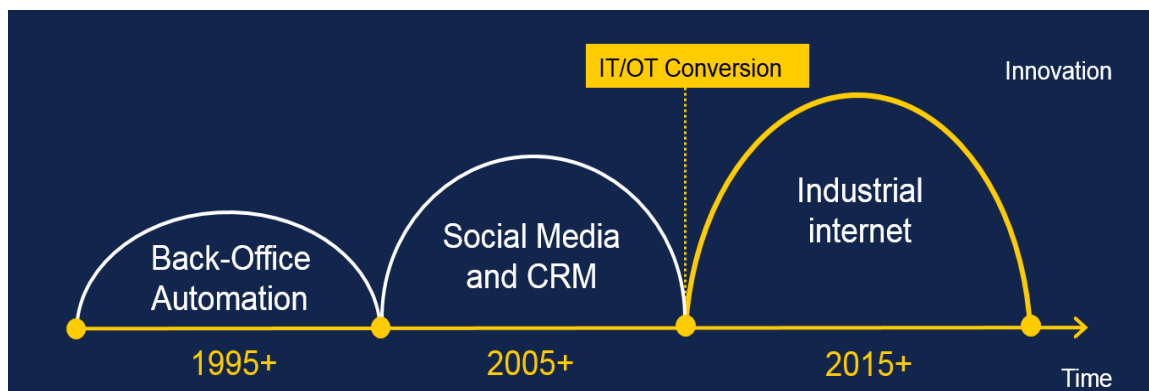 IT/OT Conversion
Innovation
Back-Office
Automation
Social Media
and CRM
Industrial
internet
1995+
2005+
2015+
Time